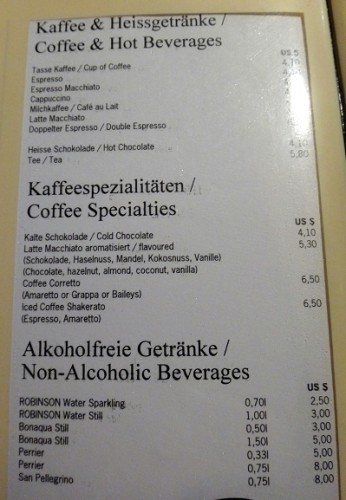 Kaffee & Heissgetränke /
Coffee & Hot Beverages
US $
Tasse Kaffee / Cup of Coffee 4,10
Espresso
Espresso Macchiato
Cappuccino
Milchkaffee / Café au Lait
Latte Macchiato
Doppelter Espresso / Double Espresso
Heisse Schokolade / Hot Chocolate 4,10
Tee / Tea 5,80
Kaffeespezialitäten /
Coffee Specialties
US $
Kalte Schokolade / Cold Chocolate 4,10
Latte Macchiato aromatisiert / flavoured 5,30
(Schokolade, Haselnuss, Mandel, Kokosnuss, Vanille)
(Chocolate, hazelnut, almond, coconut, vanilla)
Coffee Corretto 6,50
(Amaretto or Grappa or Baileys)
Iced Coffee Shakerato 6,50
(Espresso, Amaretto)
Alkoholfreie Getränke /
Non-Alcoholic Beverages
US $
ROBINSON Water Sparkling 0,70l 2,50
ROBINSON Water Still 1,00l 3,00
Bonaqua Still 0,50l 3,00
Bonaqua Still 1,50l 5,00
Perrier 0,33l 5,00
Perrier 0,75l 8,00
San Pellegrino 0,75l 8,00